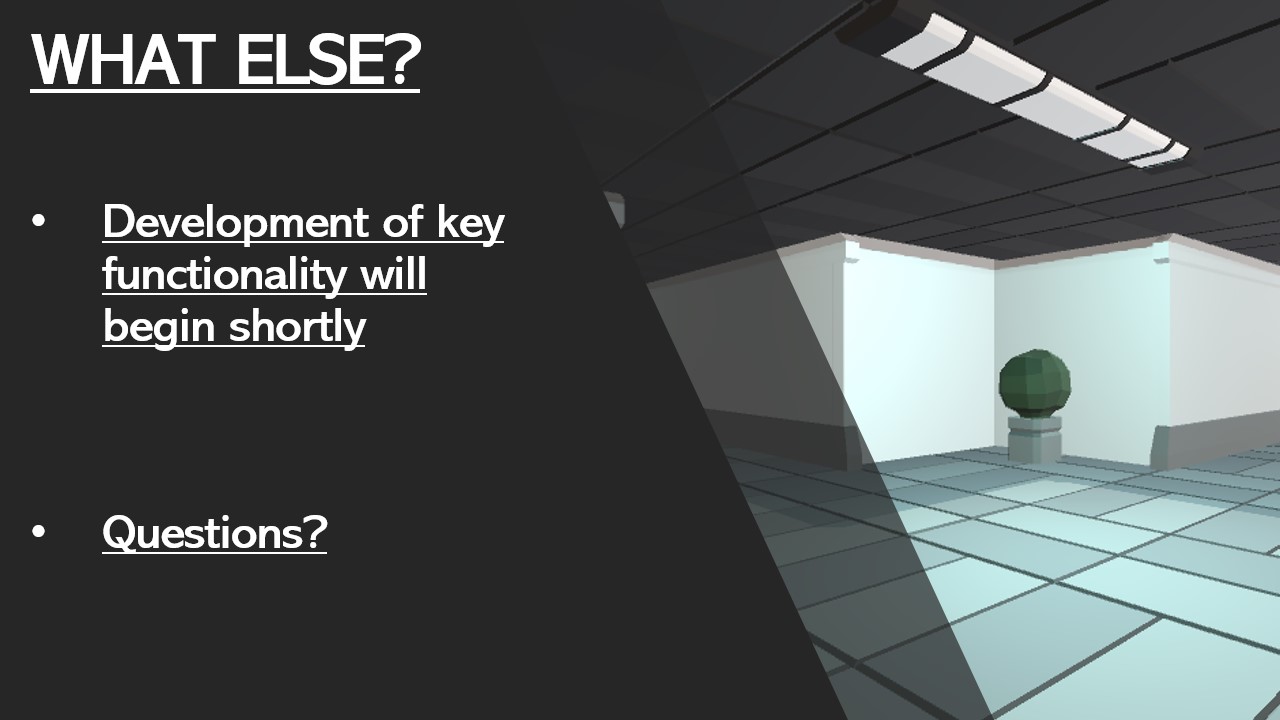 WHAT ELSE?
• Development of key
functionality will
begin shortly
• Questions?